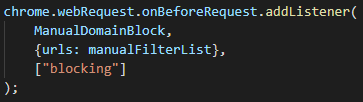 chrome.webRequest.onBeforeRequest.addListener(
    ManualDomainBlock,
    {urls: manualFilterList},
    ["blocking"]
);